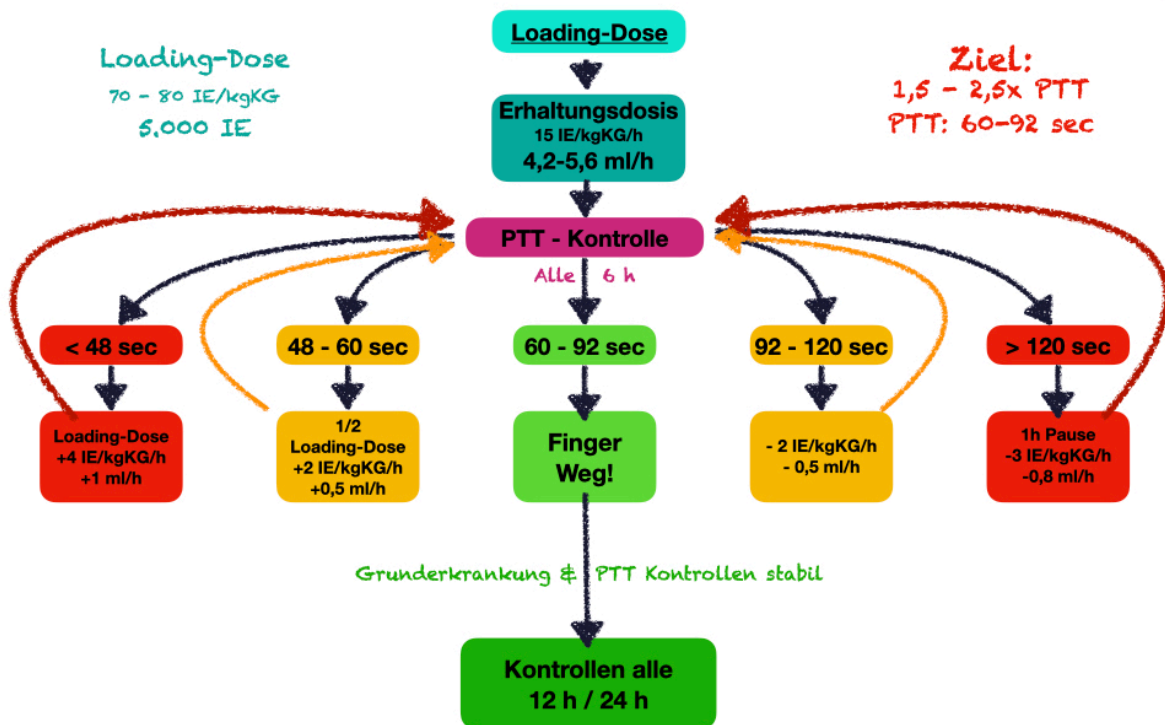 Loading-Dose
Loading-Dose
70 - 80 IE/kgKG
5.000 IE
Ziel:
1,5 - 2,5x PTT
PTT: 60-92 sec
Erhaltungsdosis
15 IE/kgKG/h
4,2-5,6 ml/h
PTT - Kontrolle
Alle 6 h
< 48 sec
48 - 60 sec
60 - 92 sec
92 - 120 sec
> 120 sec
Loading-Dose
+4 IE/kgKG/h
+1 ml/h
1/2
Loading-Dose
+2 IE/kgKG/h
+0,5 ml/h
Finger
Weg!
- 2 IE/kgKG/h
- 0,5 ml/h
1h Pause
-3 IE/kgKG/h
-0,8 ml/h
Grunderkrankung & PTT Kontrollen stabil
Kontrollen alle
12 h / 24 h